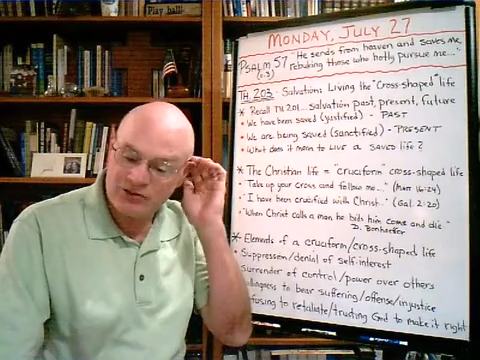 Play ball!
MONDAY, JULY 27
PSALM 57 (v.3) - "He sends from heaven and saves me,
rebuking those who hotly pursue me..."
TH 203 - Salvation: Living the "Cross-shaped" life
* Recall TH 201...salvation past, present, future
• We have been saved (justified) - PAST
• We are being saved (sanctified) - PRESENT
• What does it mean to LIVE a SAVED life?
* The Christian life = "cruciform" cross-shaped life
• "Take up your cross and follow me..." 16:24)
• "I have been crucified with Christ.." (Gal. 2:20)
"When Christ calls a man he bids him come and die."
D. Bonhoeffer
* Elements of a cruciform/cross-shaped life
• Suppression/denial of self-interest
surrender of control/power over others
llingness to bear suffering/offense/injustice
fusing to retaliate/trusting God to make it right